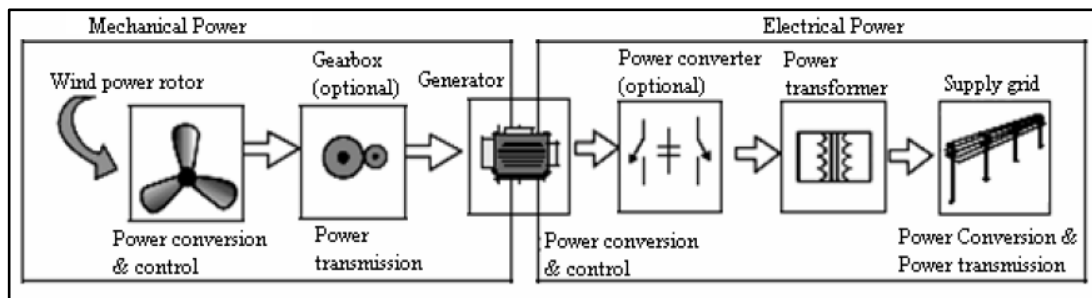 Mechanical Power
Electrical Power
Wind power rotor
Gearbox
(optional)
Generator
Power converter
(optional)
Power
transformer
Supply grid
Power conversion
& control
Power
transmission
Power conversion
& control
Power Conversion &
Power transmission